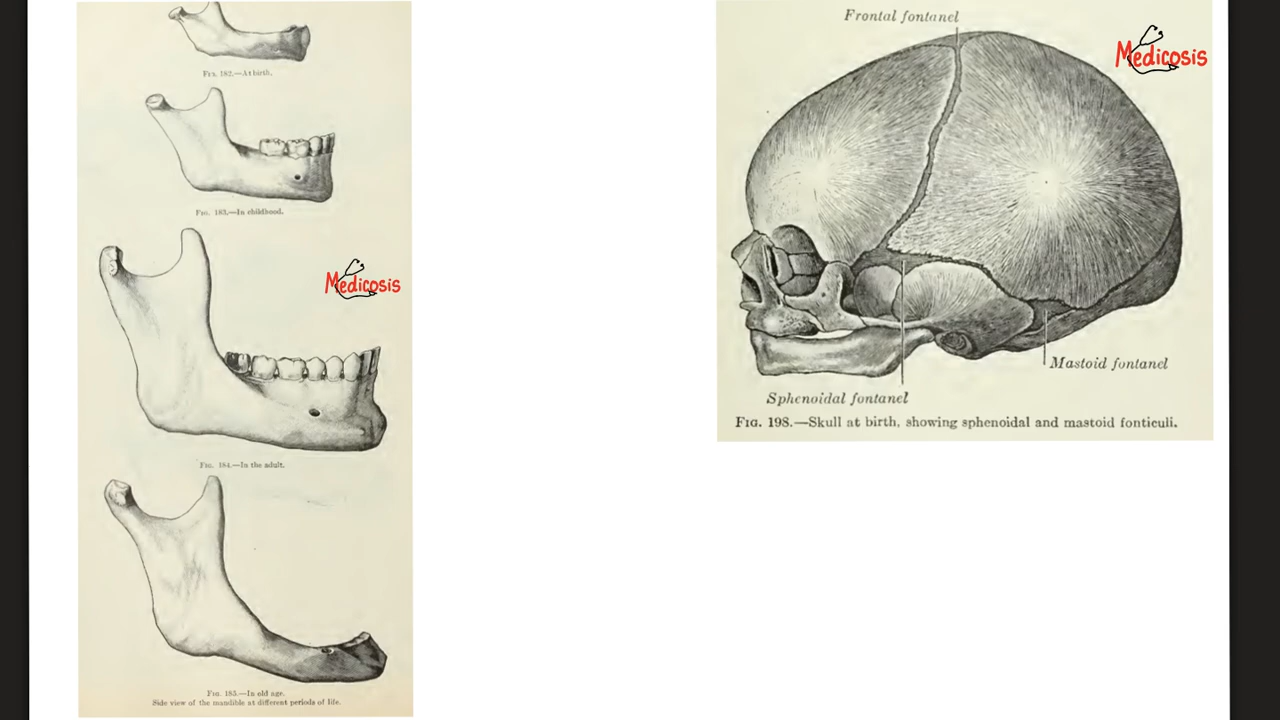 Fig. 182.—At birth.
Fig. 183.—In childhood.
Medicosis
Fig. 184.—In the adult.
Fig. 185.—In old age.
Side view of the mandible at different periods of life.
Frontal fontanel
Medicosis
Mastoid fontanel
Sphenoidal fontanel
Fig. 198.—Skull at birth, showing sphenoidal and mastoid fonticuli.